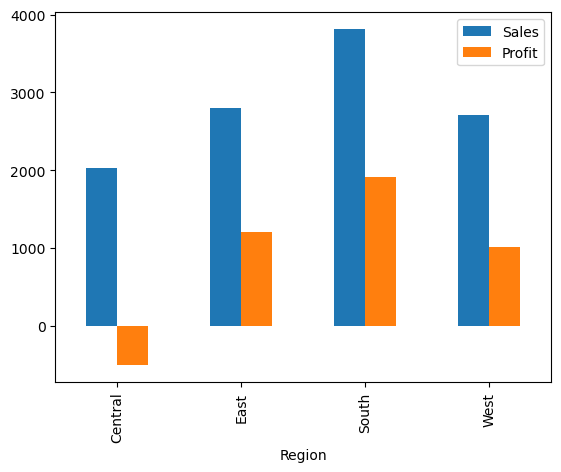 4000
3000
2000
1000
0
Sales
Profit
Central
East
South
West
Region